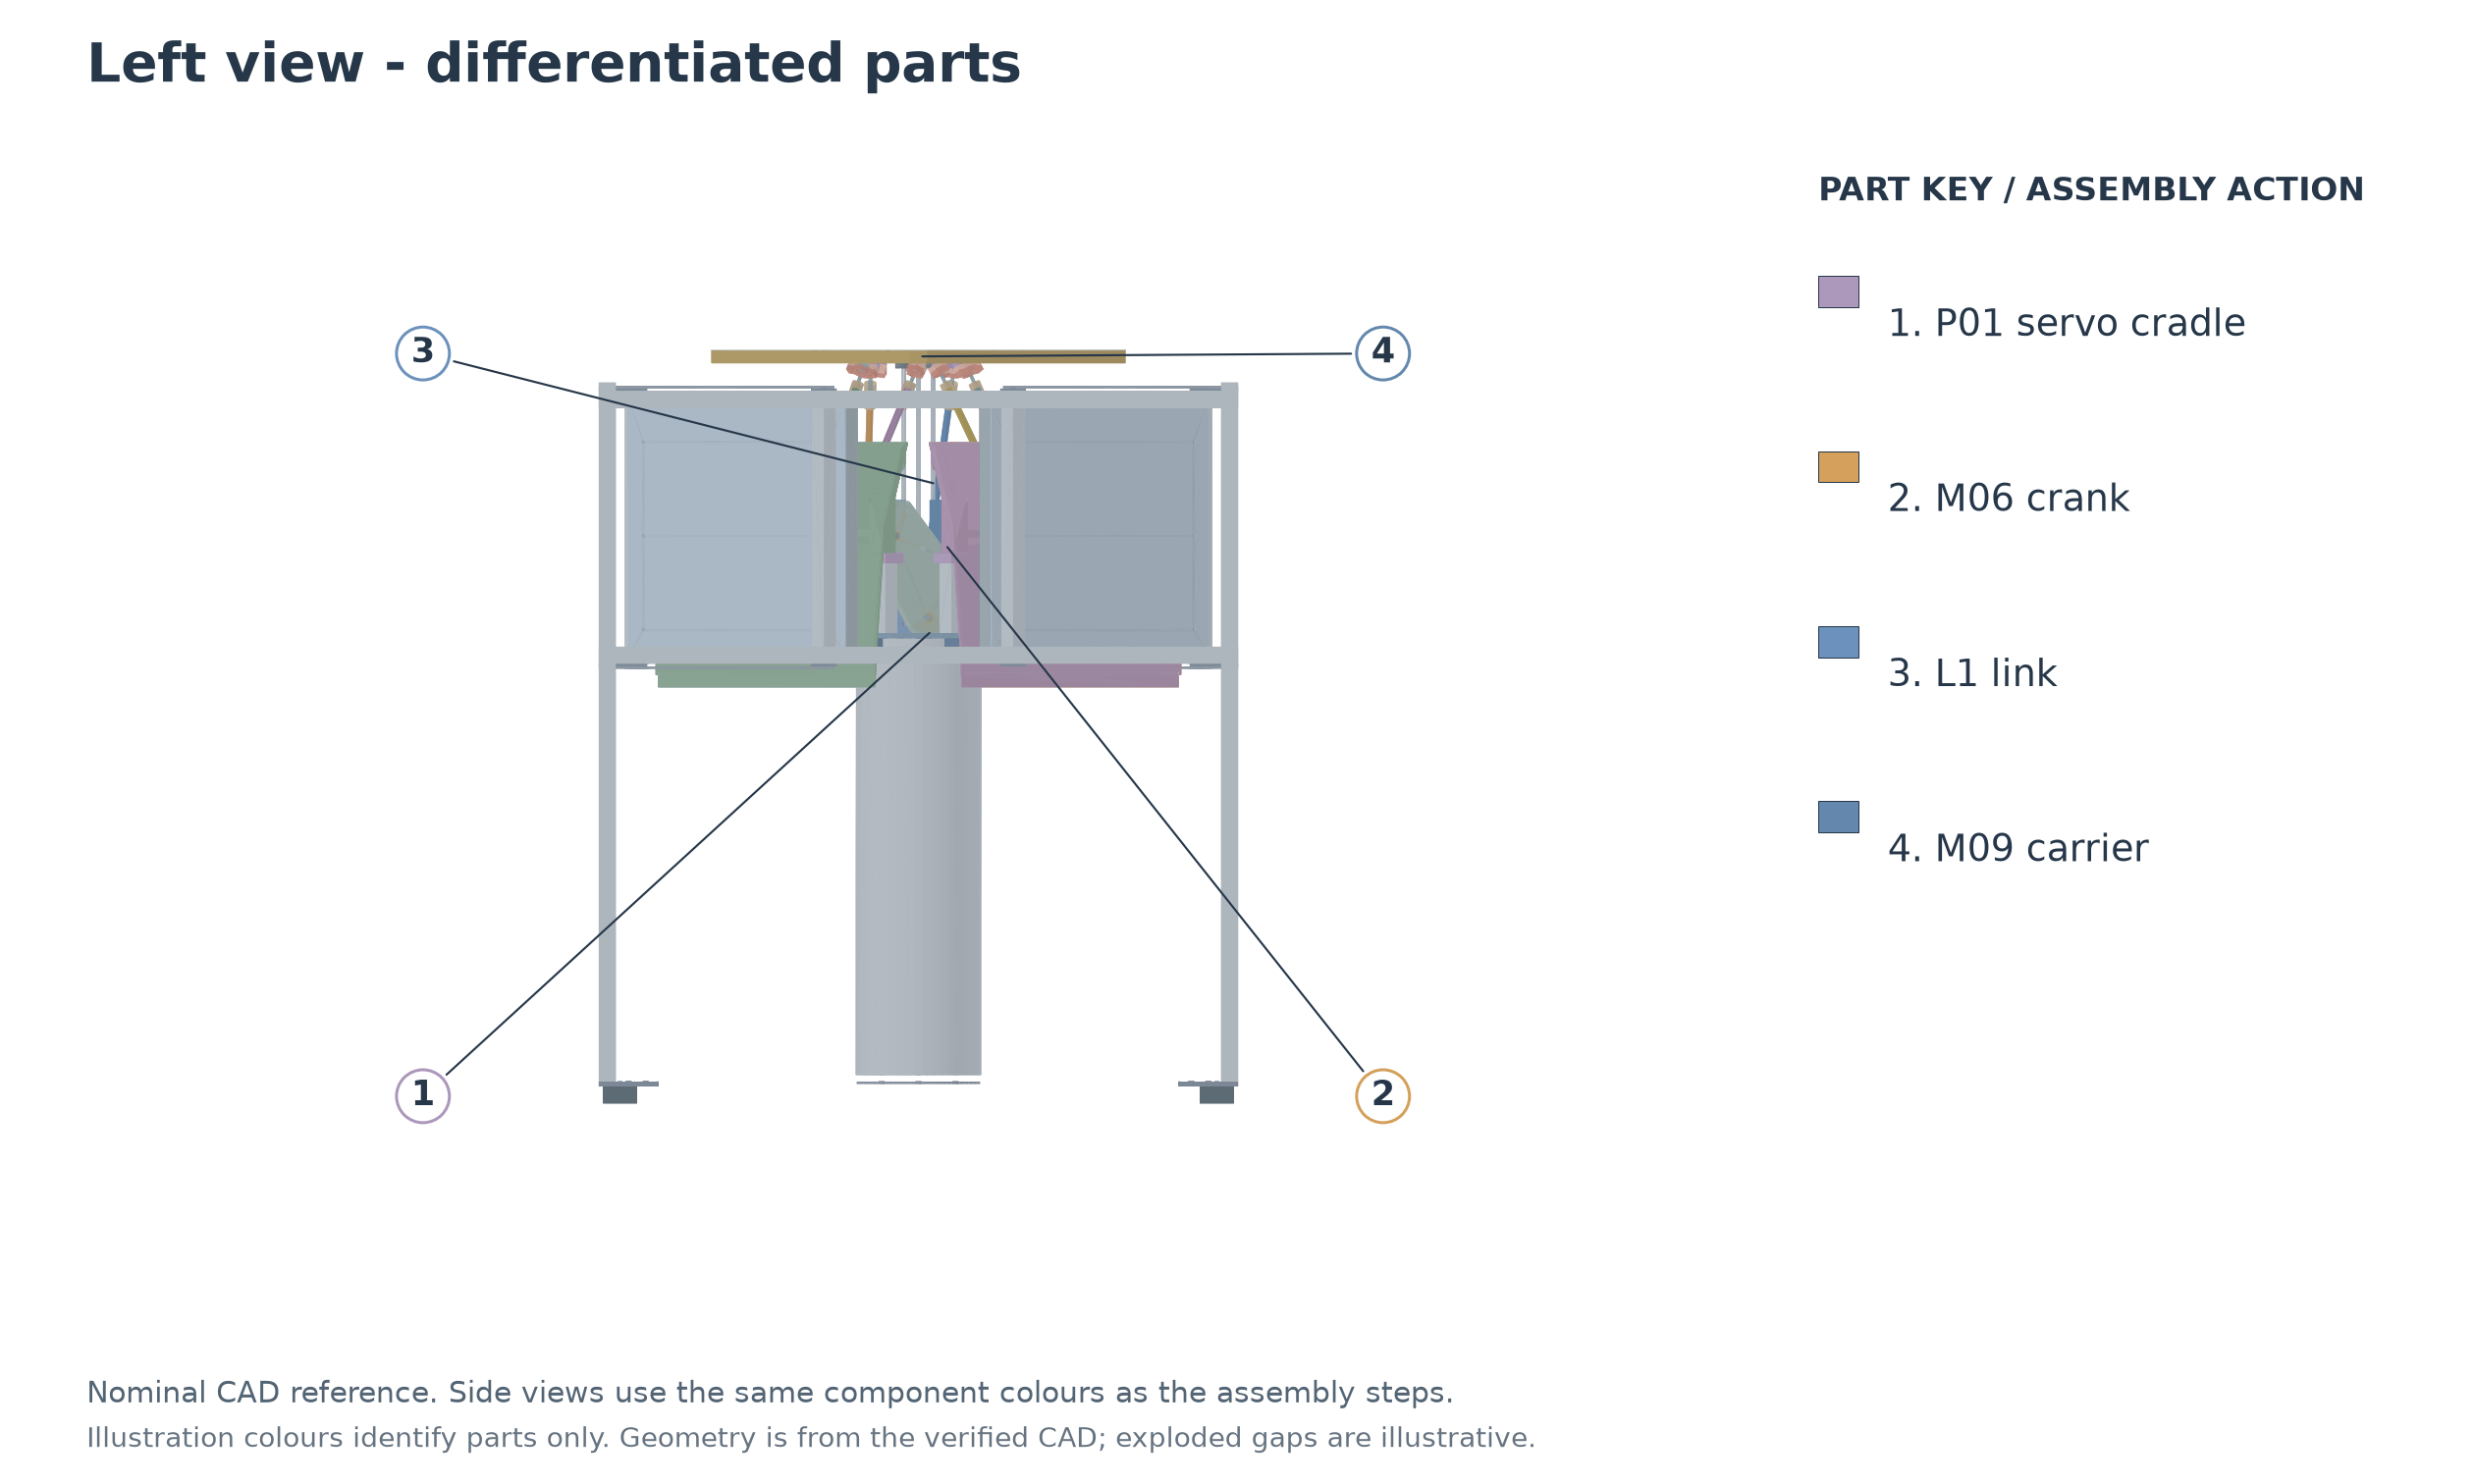 Left view - differentiated parts
PART KEY / ASSEMBLY ACTION
1. P01 servo cradle
2. M06 crank
3. L1 link
4. M09 carrier
3
4
1
2
Nominal CAD reference. Side views use the same component colours as the assembly steps.
Illustration colours identify parts only. Geometry is from the verified CAD; exploded gaps are illustrative.